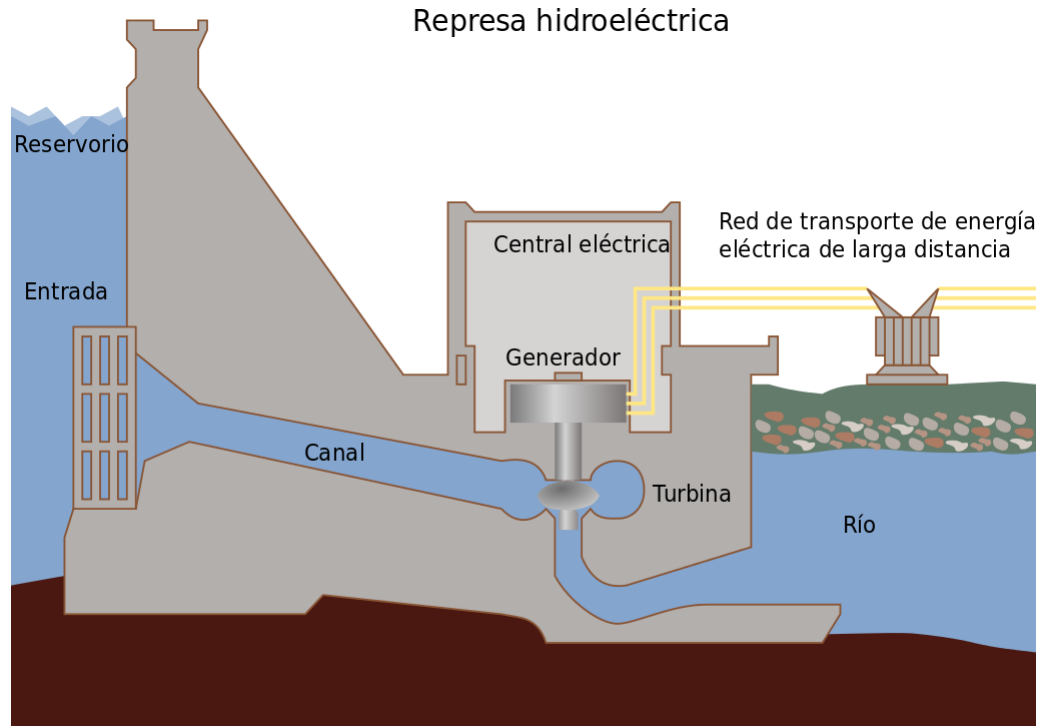 Represa hidroeléctrica
Reservorio
Entrada
Central eléctrica
Red de transporte de energía
eléctrica de larga distancia
Generador
Canal
Turbina
Río